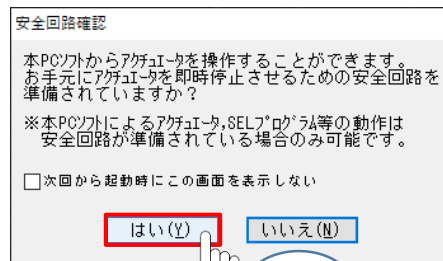 安全回路確認
本PCｿﾌﾄからｱｸﾁｭｴｰﾀを操作することができます。
お手元にｱｸﾁｭｴｰﾀを即時停止させるための安全回路を
準備されていますか？
※本PCｿﾌﾄによるｱｸﾁｭｴｰﾀ,SELﾌﾟﾛｸﾞﾗﾑ等の動作は
安全回路が準備されている場合のみ可能です。
次回から起動時にこの画面を表示しない
はい(Y) いいえ(N)